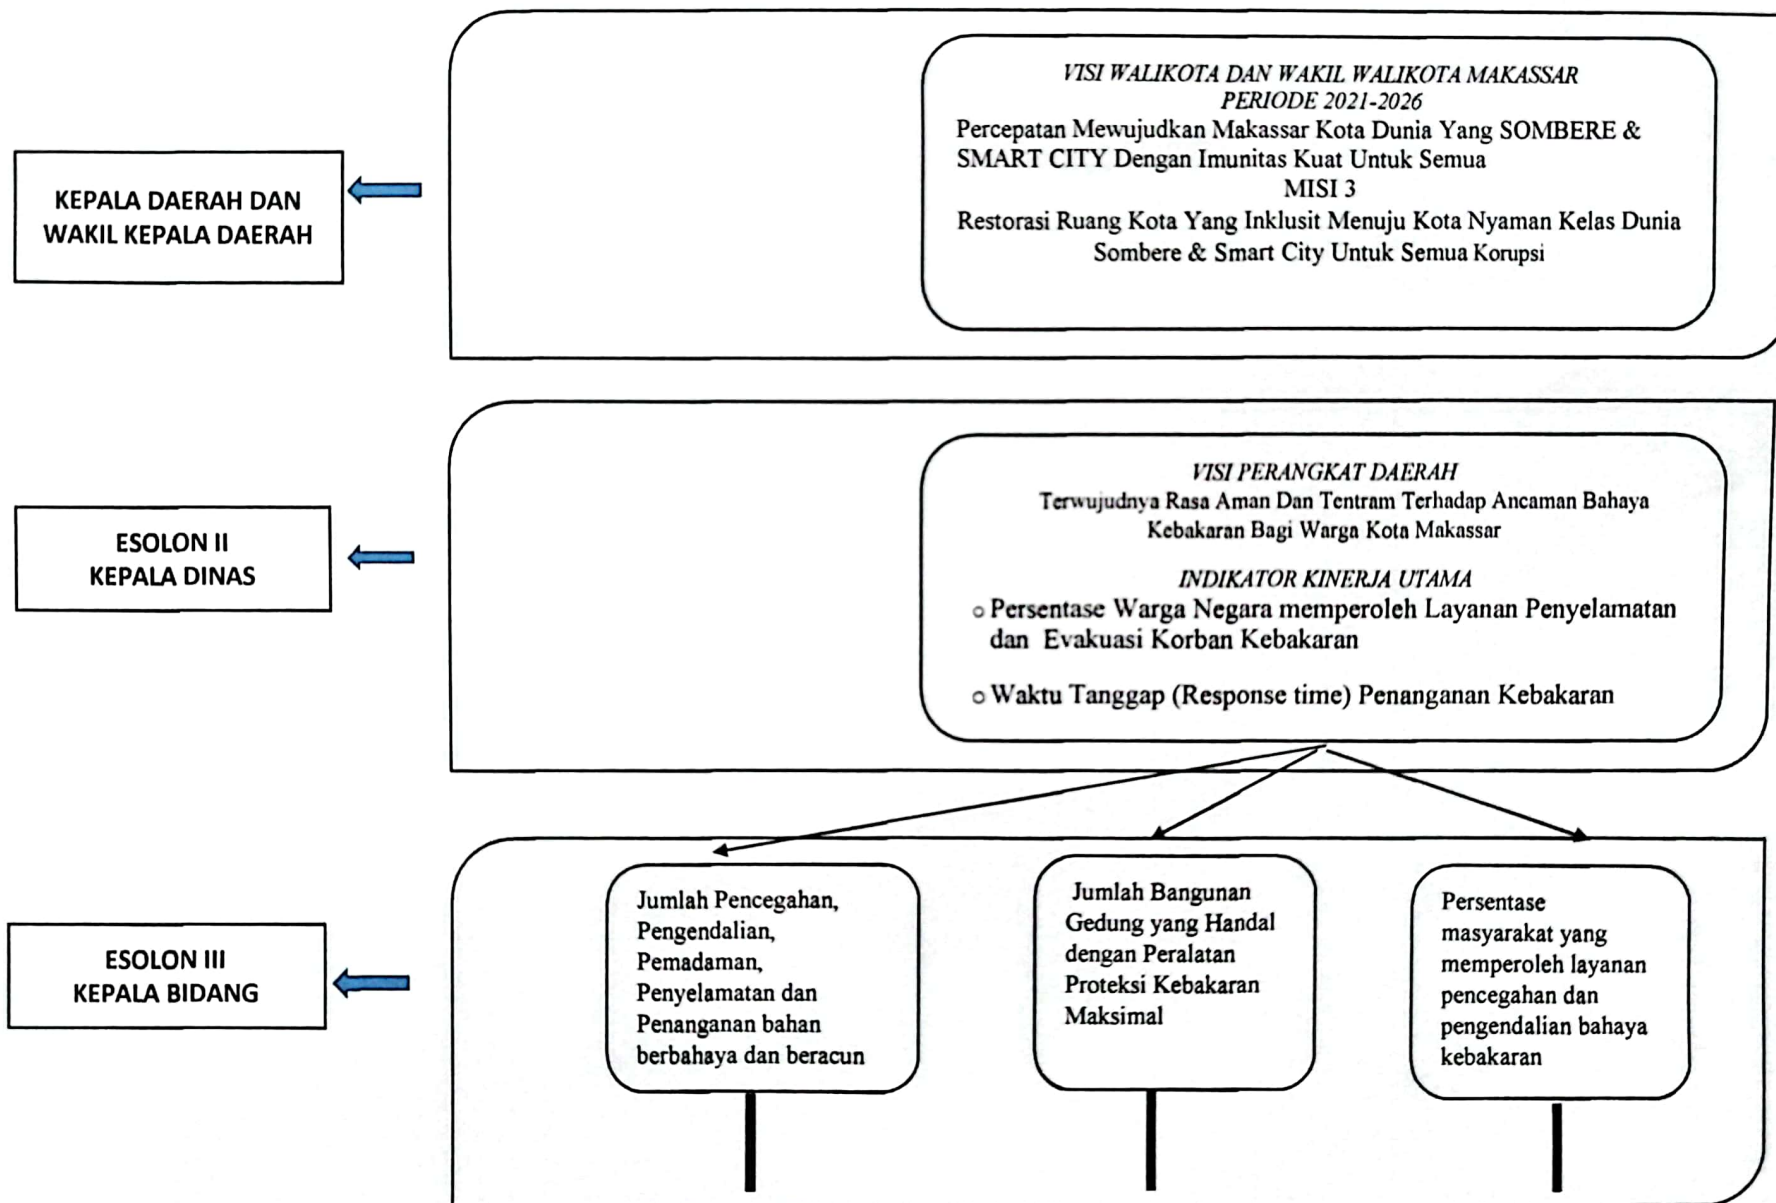 KEPALA DAERAH DAN
WAKIL KEPALA DAERAH
VISI WALIKOTA DAN WAKIL WALIKOTA MAKASSAR
PERIODE 2021-2026
Percepatan Mewujudkan Makassar Kota Dunia Yang SOMBERE &
SMART CITY Dengan Imunitas Kuat Untuk Semua
MISI 3
Restorasi Ruang Kota Yang Inklusit Menuju Kota Nyaman Kelas Dunia
Sombere & Smart City Untuk Semua Korupsi
ESOLON II
KEPALA DINAS
VISI PERANGKAT DAERAH
Terwujudnya Rasa Aman Dan Tentram Terhadap Ancaman Bahaya
Kebakaran Bagi Warga Kota Makassar
INDIKATOR KINERJA UTAMA
o Persentase Warga Negara memperoleh Layanan Penyelamatan
dan Evakuasi Korban Kebakaran
o Waktu Tanggap (Response time) Penanganan Kebakaran
ESOLON III
KEPALA BIDANG
Jumlah Pencegahan,
Pengendalian,
Pemadaman,
Penyelamatan dan
Penanganan bahan
berbahaya dan beracun
Jumlah Bangunan
Gedung yang Handal
dengan Peralatan
Proteksi Kebakaran
Maksimal
Persentase
masyarakat yang
memperoleh layanan
pencegahan dan
pengendalian bahaya
kebakaran